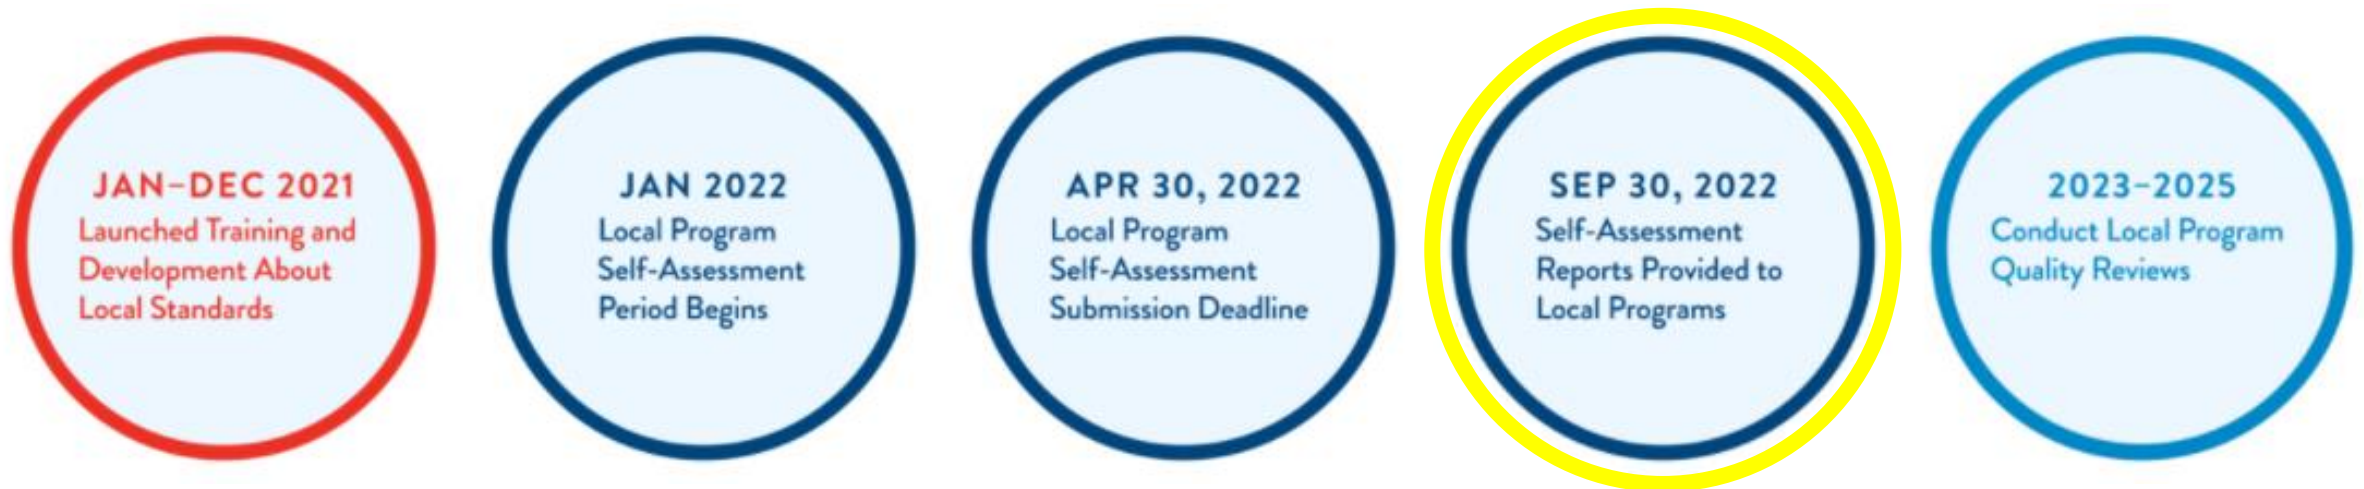 JAN–DEC 2021
Launched Training and
Development About
Local Standards
JAN 2022
Local Program
Self-Assessment
Period Begins
APR 30, 2022
Local Program
Self-Assessment
Submission Deadline
SEP 30, 2022
Self-Assessment
Reports Provided to
Local Programs
2023–2025
Conduct Local Program
Quality Reviews